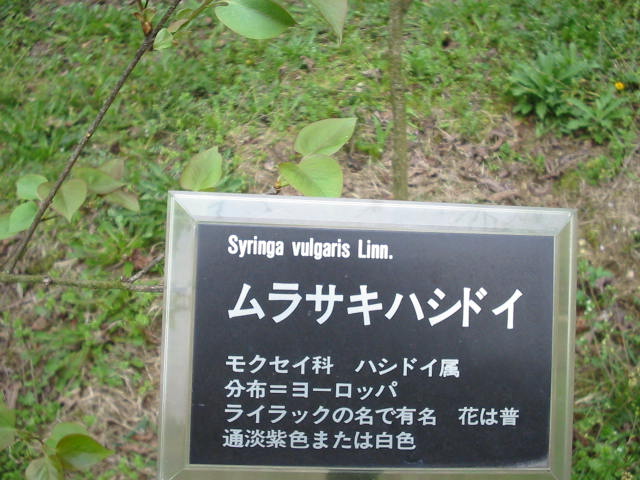 Syringa vulgaris Linn.
ムラサキハシドイ
モクセイ科　ハシドイ属
分布＝ヨーロッパ
ライラックの名で有名　花は普
通淡紫色または白色